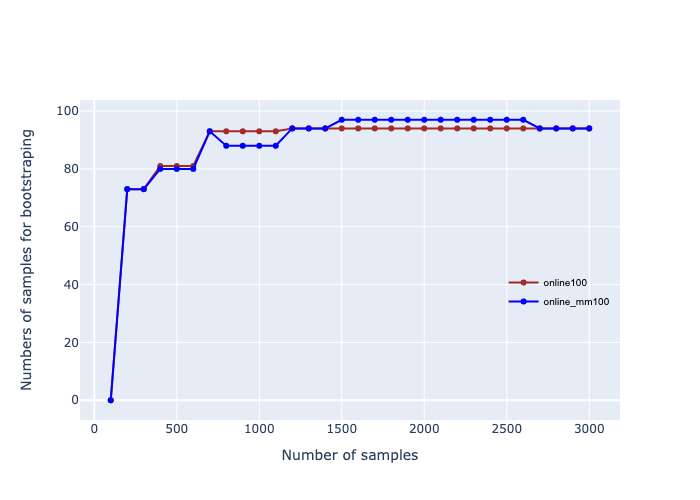 Numbers of samples for bootstraping
100
80
60
40
20
0
online100
online_mm100
0 500 1000 1500 2000 2500 3000
Number of samples